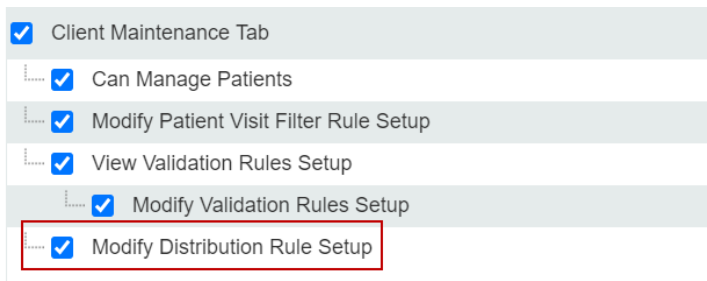 Client Maintenance Tab
Can Manage Patients
Modify Patient Visit Filter Rule Setup
View Validation Rules Setup
Modify Validation Rules Setup
Modify Distribution Rule Setup